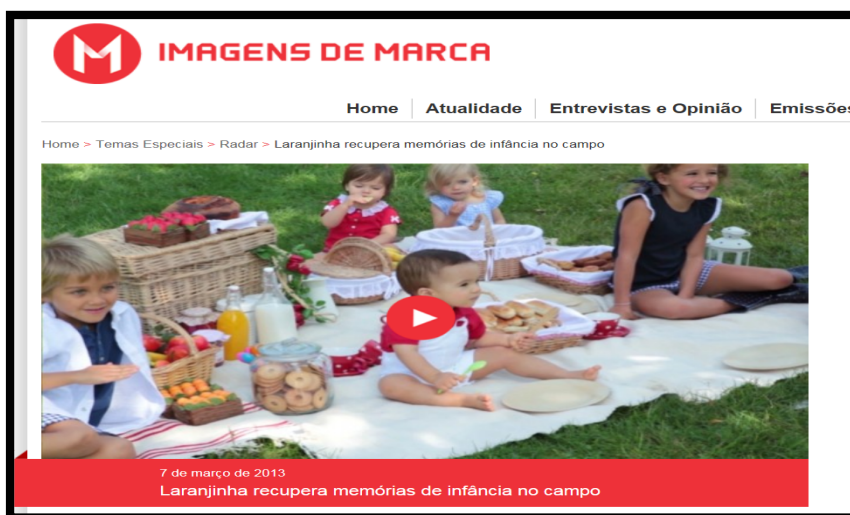 IMAGENS DE MARCA
Home Atualidade Entrevistas e Opinião Emissões
Home > Temas Especiais > Radar > Laranjinha recupera memórias de infância no campo
7 de março de 2013
Laranjinha recupera memórias de infância no campo